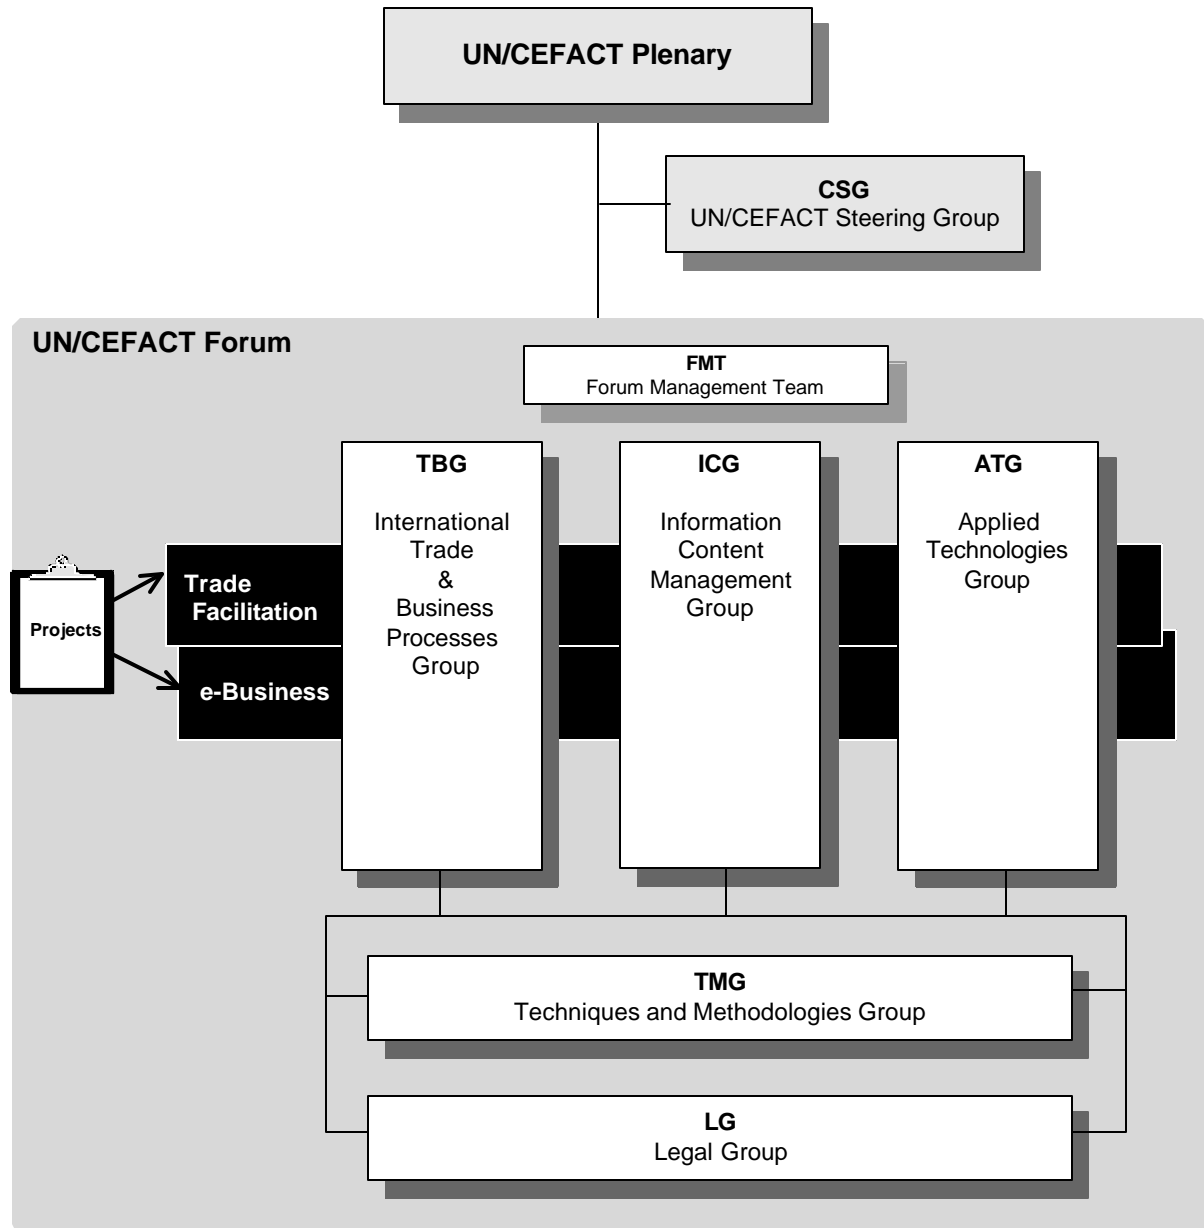 UN/CEFACT Plenary
CSG
UN/CEFACT Steering Group
UN/CEFACT Forum
FMT
Forum Management Team
TBG
International
Trade
&
Business
Processes
Group
ICG
Information
Content
Management
Group
ATG
Applied
Technologies
Group
Projects
Trade
Facilitation
e-Business
TMG
Techniques and Methodologies Group
LG
Legal Group